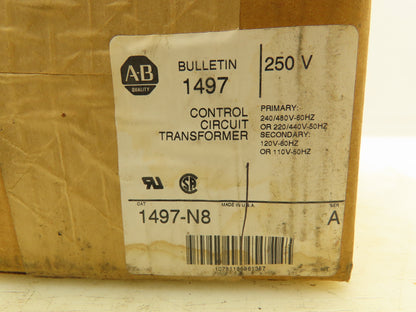 A-B
QUALITY
BULLETIN
1497
250 V
CONTROL
CIRCUIT
TRANSFORMER
PRIMARY:
240/480V-60HZ
OR 220/440V-50HZ
SECONDARY:
120V-60HZ
OR 110V-50HZ
CAT
1497-N8
MADE IN U.S.A.
SER
A